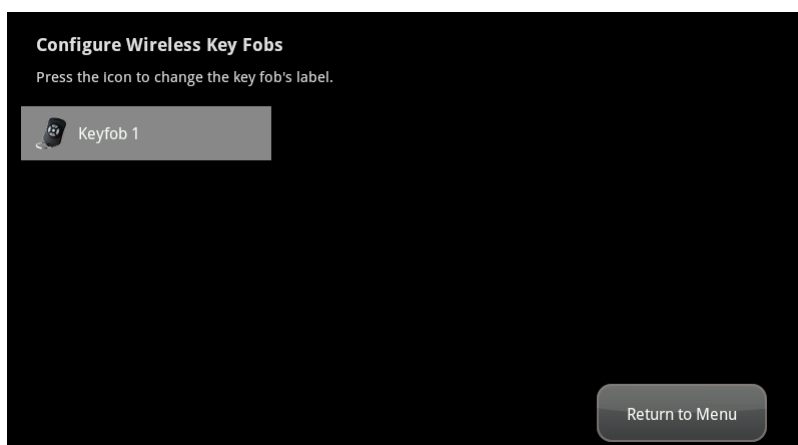 Configure Wireless Key Fobs
Press the icon to change the key fob's label.
Keyfob 1
Return to Menu